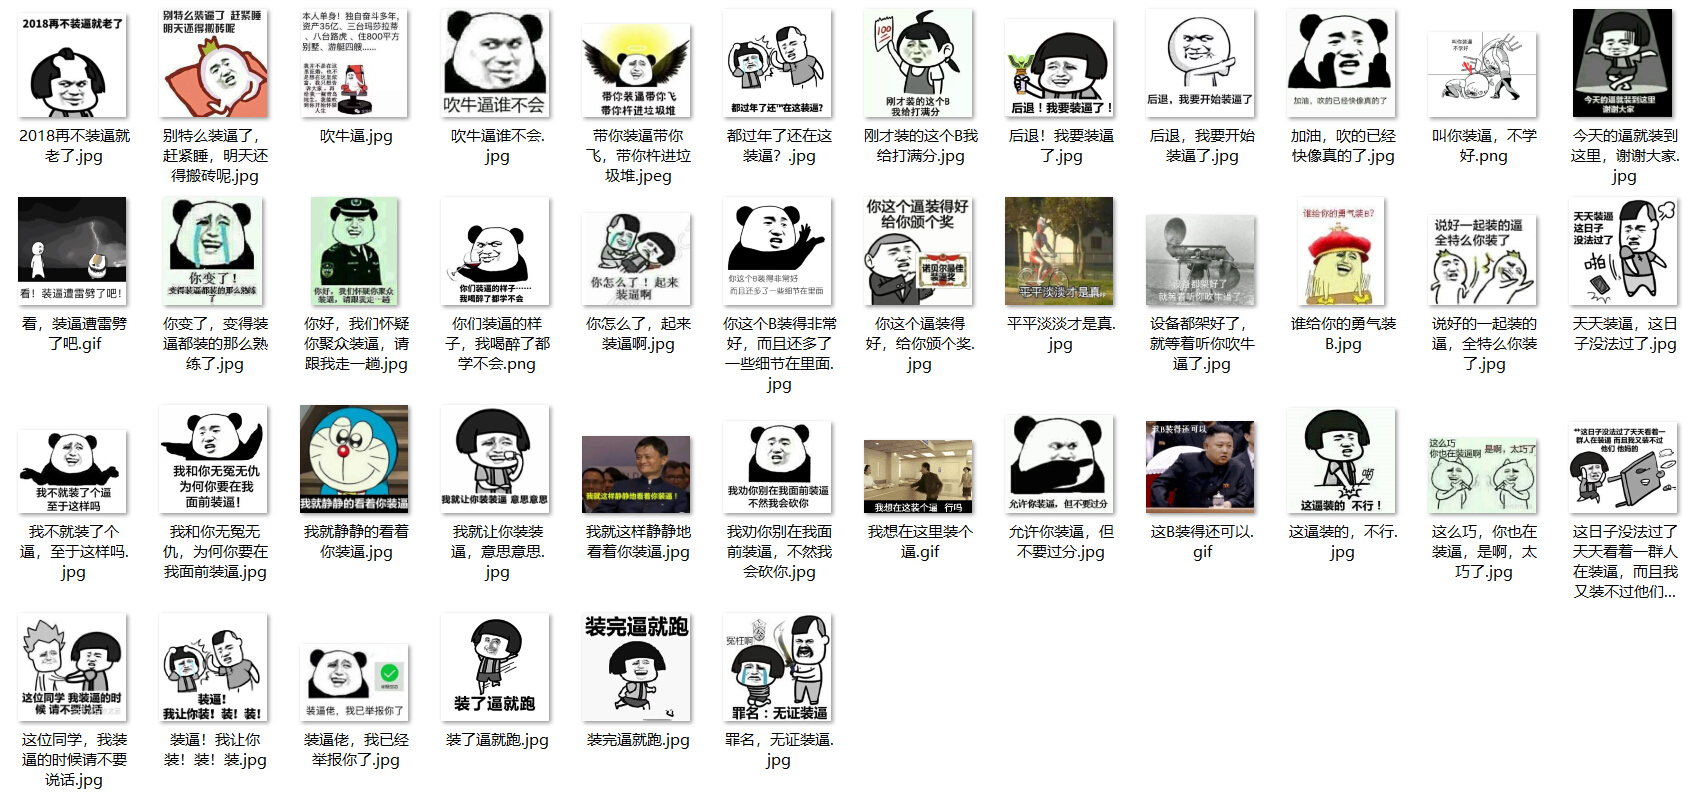 2018再不装逼就老了
别特么装逼了 赶紧睡
明天还得搬砖呢
本人单身！独自奋斗多年,
资产35亿、三台玛莎拉蒂
、八台路虎、住800平方
别墅、游艇四艘......
吹牛逼谁不会
带你装逼带你飞
带你杵进垃圾堆
都过年了还在这装逼?
100
刚才装的这个B
我给打满分
后退！我要装逼了！
后退，我要开始装逼了
加油，吹的已经快像真的了
叫你装逼
不学好
今天的逼就装到这里
谢谢大家
2018再不装逼就
老了.jpg
别特么装逼了，
赶紧睡，明天还
得搬砖呢.jpg
吹牛逼.jpg
吹牛逼谁不会.
jpg
带你装逼带你
飞，带你杵进垃
圾堆.jpeg
都过年了还在这
装逼？.jpg
刚才装的这个B我
给打满分.jpg
后退！我要装逼
了.jpg
后退，我要开始
装逼了.jpg
加油，吹的已经
快像真的了.jpg
叫你装逼，不学
好.png
今天的逼就装到
这里，谢谢大家.
jpg
看！装逼遭雷劈了吧！
你变了！
变得装逼都装的那么熟练了
你好，我们怀疑你聚众
装逼，请跟我走一趟
你们装逼的样子······
我喝醉了都学不会
你怎么了！起来
装逼啊
你这个B装得非常好
而且还多了一些细节在里面
你这个逼装得好
给你颁个奖
诺贝尔最佳
装逼奖
平平淡淡才是真
设备都架好了
就等着听你吹牛逼了
谁给你的勇气装B?
说好一起装的逼
全特么你装了
天天装逼
这日子
没法过了
啪
看，装逼遭雷劈
了吧.gif
你变了，变得装
逼都装的那么熟
练了.jpg
你好，我们怀疑
你聚众装逼，请
跟我走一趟.jpg
你们装逼的样
子，我喝醉了都
学不会.png
你怎么了，起来
装逼啊.jpg
你这个B装得非常
好，而且还多了
一些细节在里面.
jpg
你这个逼装得
好，给你颁个奖.
jpg
平平淡淡才是真.
jpg
设备都架好了，
就等着听你吹牛
逼了.jpg
谁给你的勇气装
B.jpg
说好的一起装的
逼，全特么你装
了.jpg
天天装逼，这日
子没法过了.jpg
我不就装了个逼
至于这样吗
我和你无冤无仇
为何你要在我
面前装逼！
我就静静的看着你装逼
我就让你装装逼 意思意思
我就这样静静地看着你装逼！
我劝你别在我面前装逼
不然我会砍你
我想在这装个逼 行吗
允许你装逼，但不要过分
这B装得还可以
这逼装的 不行！
这么巧
你也在装逼啊
是啊，太巧了
这日子没法过了天天看着一
群人在装逼 而且我又装不过
他们 他妈的
我不就装了个
逼，至于这样吗.
jpg
我和你无冤无
仇，为何你要在
我面前装逼.jpg
我就静静的看着
你装逼.jpg
我就让你装装
逼，意思意思.
jpg
我就这样静静地
看着你装逼.jpg
我劝你别在我面
前装逼，不然我
会砍你.jpg
我想在这里装个
逼.gif
允许你装逼，但
不要过分.jpg
这B装得还可以.
gif
这逼装的，不行.
jpg
这么巧，你也在
装逼，是啊，太
巧了.jpg
这日子没法过了
天天看着一群人
在装逼，而且我
又装不过他们...
这位同学 我装逼的时
候 请不要说话
装逼！
我让你装！装！装！
装逼佬，我已举报你了
装了逼就跑
装完逼就跑
冤枉啊
罪名：无证装逼
这位同学，我装
逼的时候请不要
说话.jpg
装逼！我让你
装！装！装.jpg
装逼佬，我已经
举报你了.jpg
装了逼就跑.jpg
装完逼就跑.jpg
罪名，无证装逼.
jpg